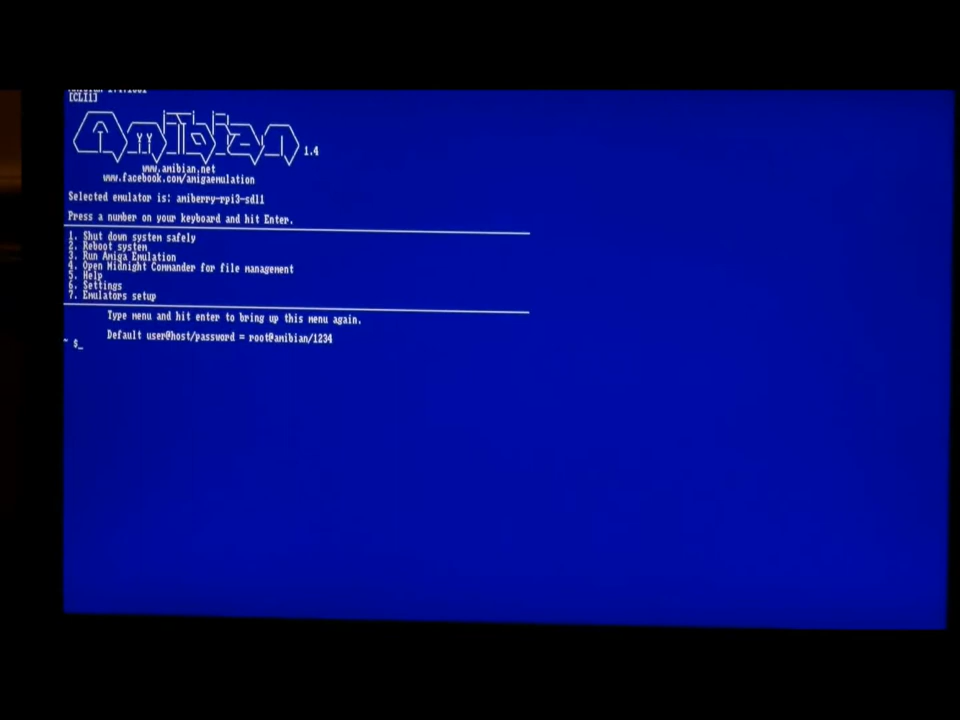 [CLI1]
Amibian 1.4
www.amibian.net
www.facebook.com/amigaemulation
Selected emulator is: amiberry-rpi3-sdl1
Press a number on your keyboard and hit Enter.
1. Shut down system safely
2. Reboot system
3. Run Amiga Emulation
4. Open Midnight Commander for file management
5. Help
6. Settings
7. Emulators setup
Type menu and hit enter to bring up this menu again.
Default user@host/password = root@amibian/1234
~ $_